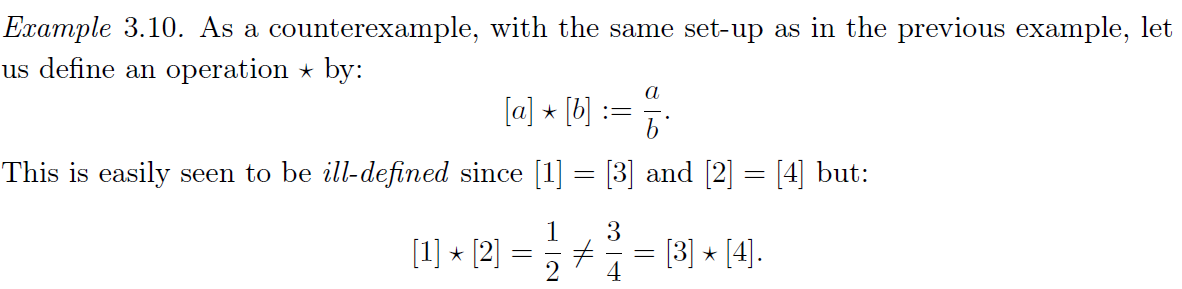 Example 3.10. As a counterexample, with the same set-up as in the previous example, let
us define an operation ⋆ by:
[a] ⋆ [b] := a/b.
This is easily seen to be ill-defined since [1] = [3] and [2] = [4] but:
[1] ⋆ [2] = 1/2 ≠ 3/4 = [3] ⋆ [4].